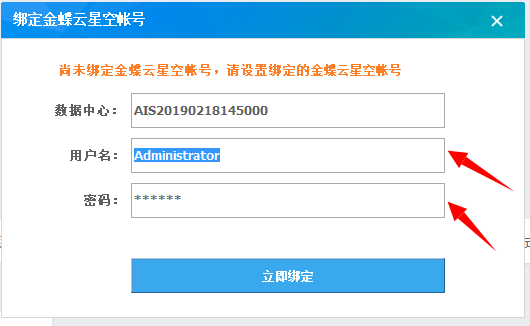 绑定金蝶云星空帐号
尚未绑定金蝶云星空帐号，请设置绑定的金蝶云星空帐号
数据中心： AIS20190218145000
用户名： Administrator
密码： ******
立即绑定